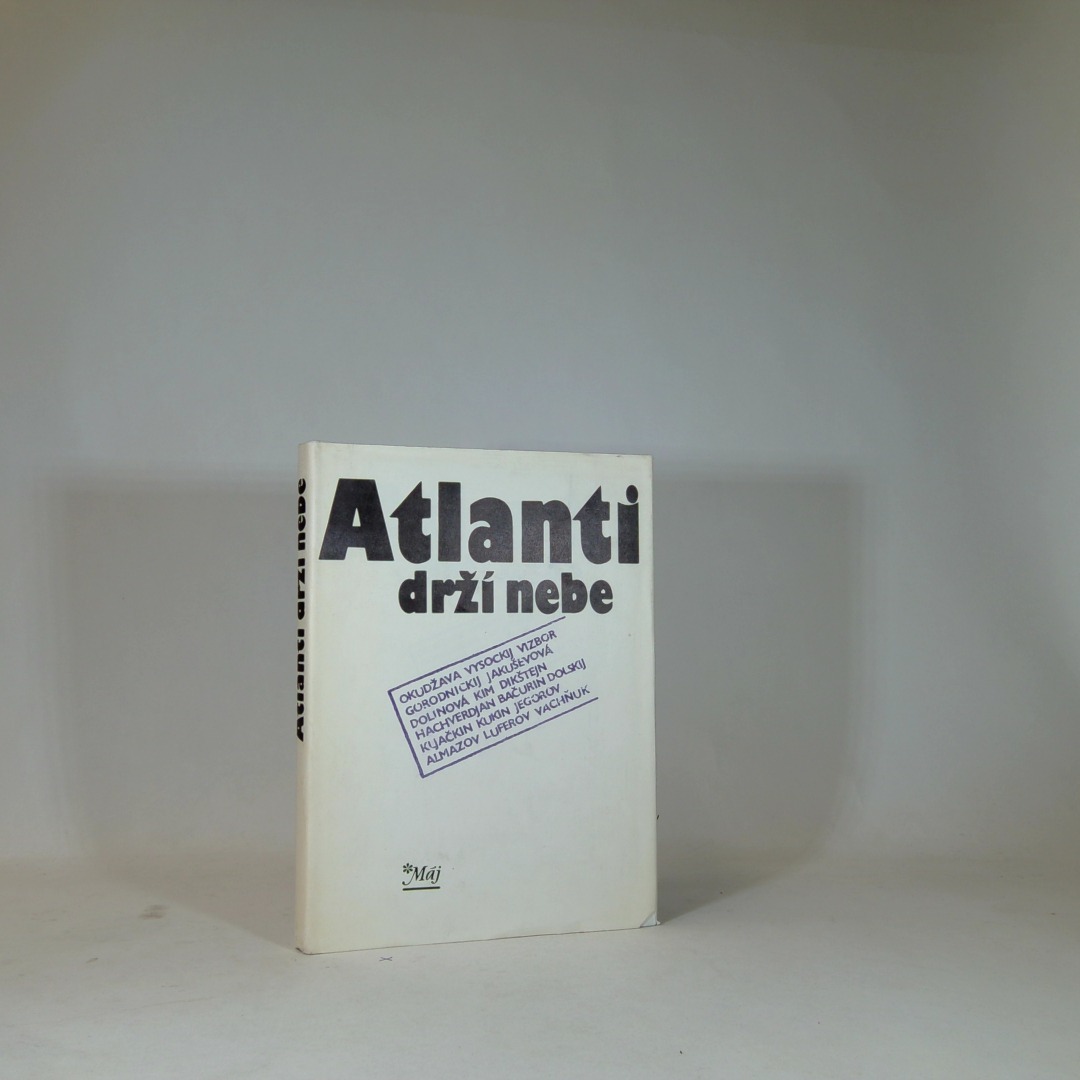 Atlanti
drží nebe
OKUDŽAVA VYSOCKIJ VIZBOR
GORODNICKIJ JAKUŠEVOVÁ
DOLINOVÁ KIM DIKŠTEJN
HACHVERDJAN BAČURIN DOLSKIJ
KLJAČKIN KUKIN JEGOROV
ALMAZOV LUFEROV VACHŇUK
*Máj
Atlanti drží nebe